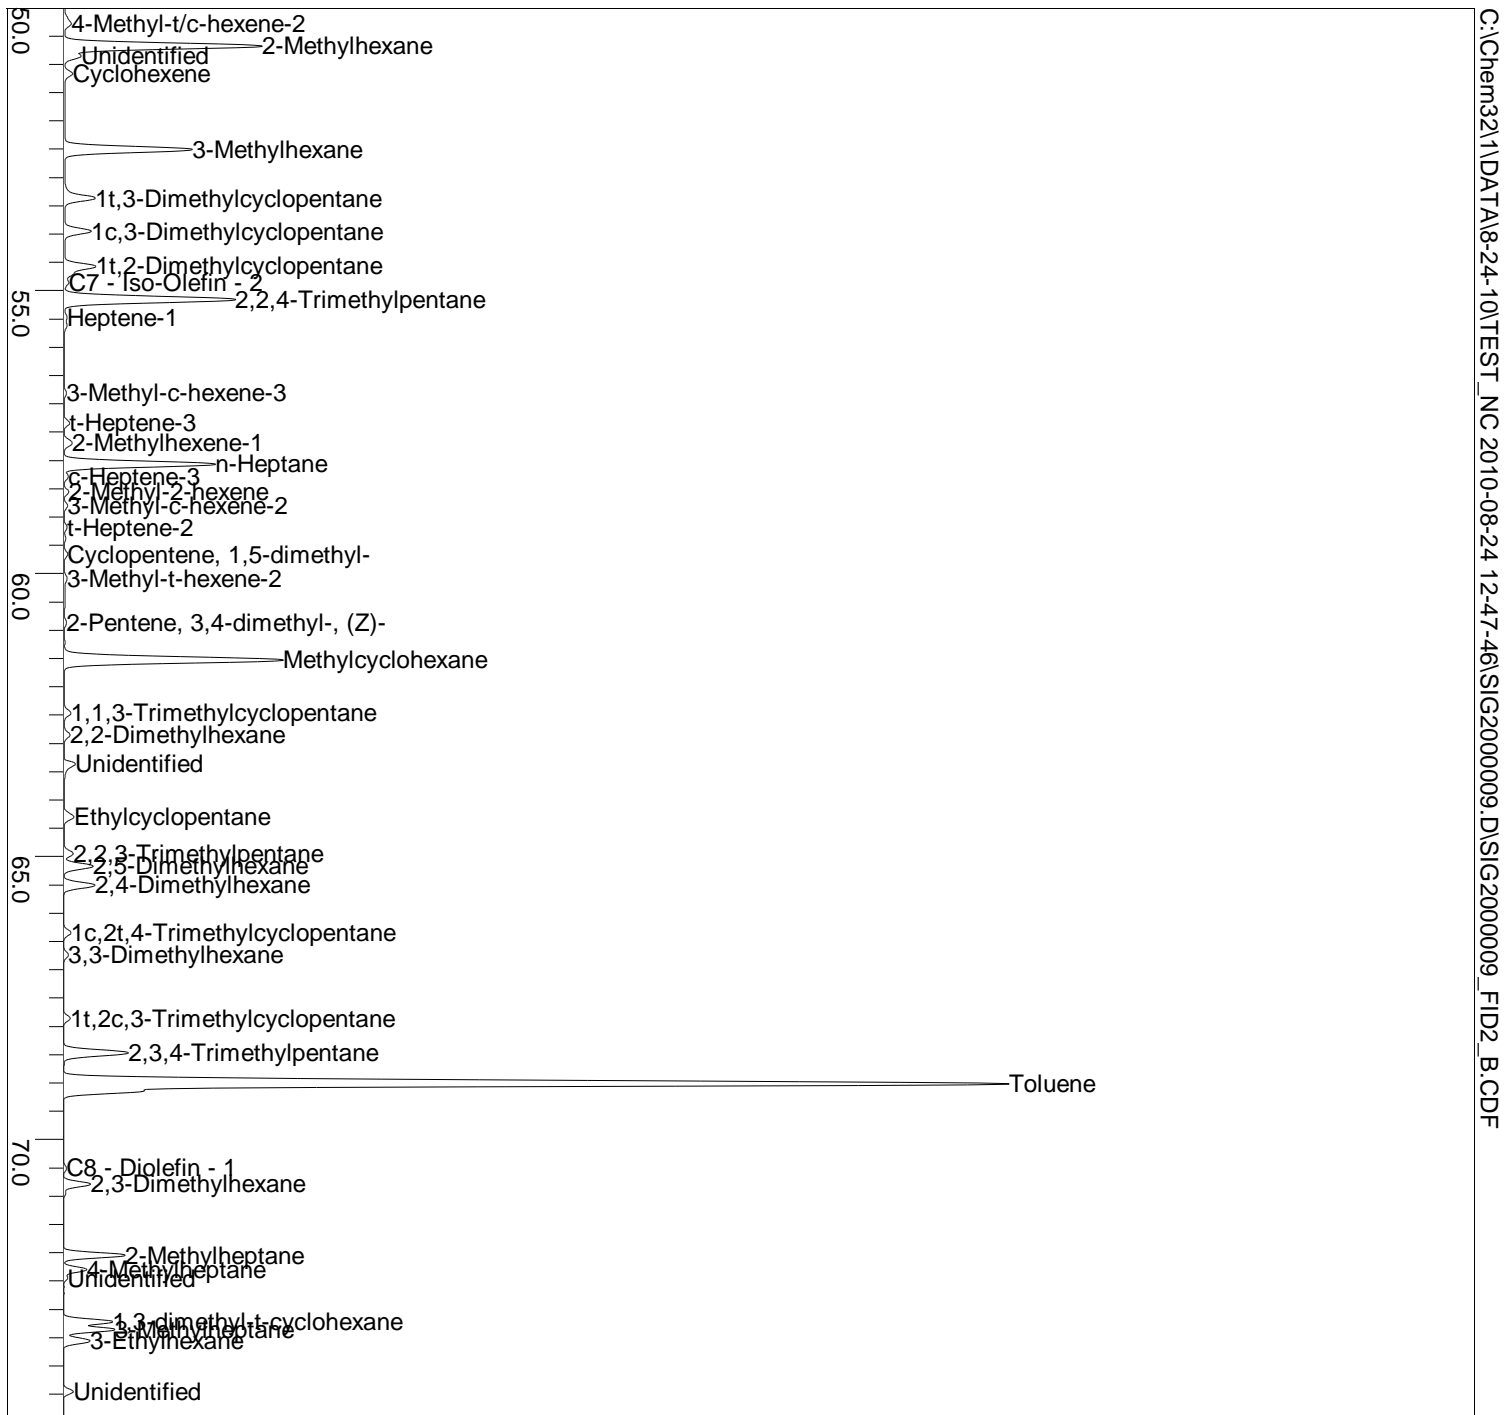 C:\Chem32\1\DATA\8-24-10\TEST_NC 2010-08-24 12-47-46\SIG2000009.D\SIG2000009_FID2_B.CDF
50.0
4-Methyl-t/c-hexene-2
2-Methylhexane
Unidentified
Cyclohexene
3-Methylhexane
1t,3-Dimethylcyclopentane
1c,3-Dimethylcyclopentane
1t,2-Dimethylcyclopentane
C7 - Iso-Olefin - 2
2,2,4-Trimethylpentane
55.0
Heptene-1
3-Methyl-c-hexene-3
t-Heptene-3
2-Methylhexene-1
n-Heptane
c-Heptene-3
2-Methyl-2-hexene
3-Methyl-c-hexene-2
t-Heptene-2
Cyclopentene, 1,5-dimethyl-
3-Methyl-t-hexene-2
60.0
2-Pentene, 3,4-dimethyl-, (Z)-
Methylcyclohexane
1,1,3-Trimethylcyclopentane
2,2-Dimethylhexane
Unidentified
Ethylcyclopentane
2,2,3-Trimethylpentane
2,5-Dimethylhexane
65.0
2,4-Dimethylhexane
1c,2t,4-Trimethylcyclopentane
3,3-Dimethylhexane
1t,2c,3-Trimethylcyclopentane
2,3,4-Trimethylpentane
Toluene
70.0
C8 - Diolefin - 1
2,3-Dimethylhexane
2-Methylheptane
4-Methylheptane
Unidentified
1,3-dimethyl-t-cyclohexane
3-Methylheptane
3-Ethylhexane
Unidentified